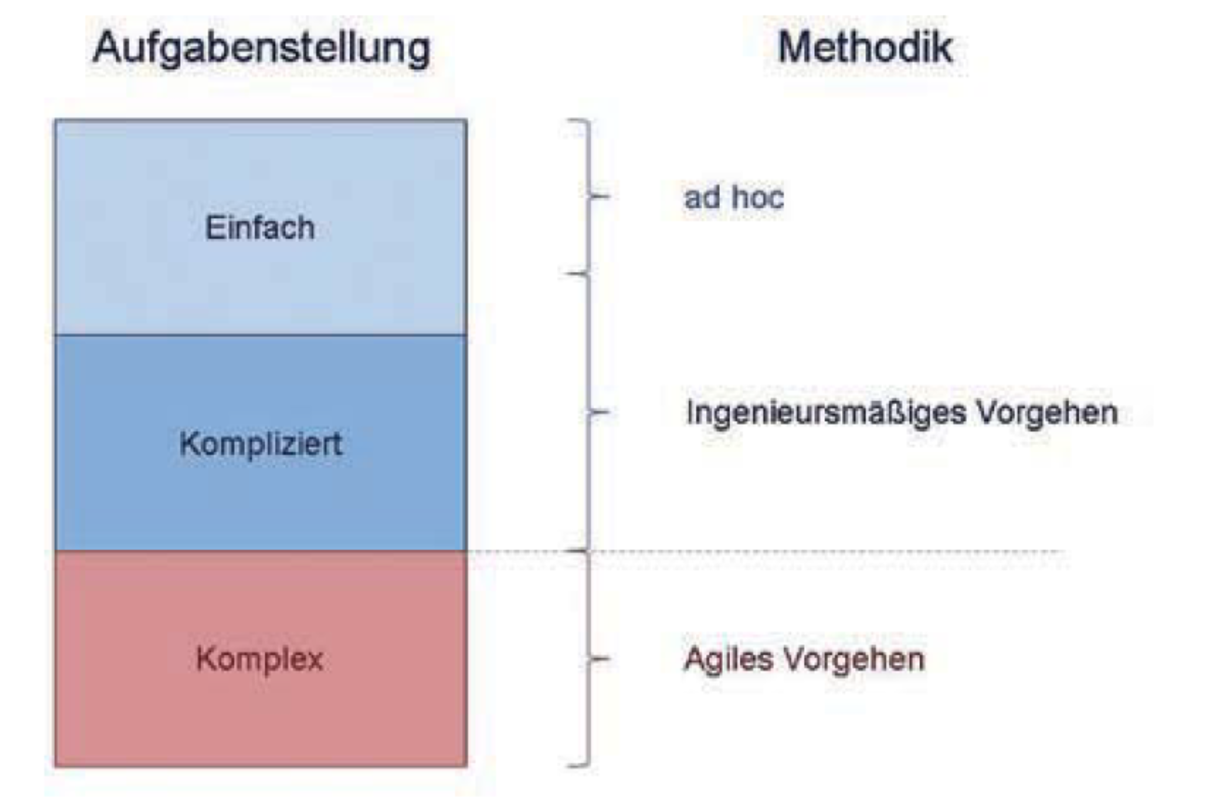 Aufgabenstellung
Methodik
Einfach
ad hoc
Kompliziert
Ingenieursmäßiges Vorgehen
Komplex
Agiles Vorgehen